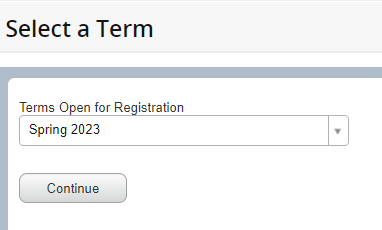 Select a Term
Terms Open for Registration
Spring 2023
Continue